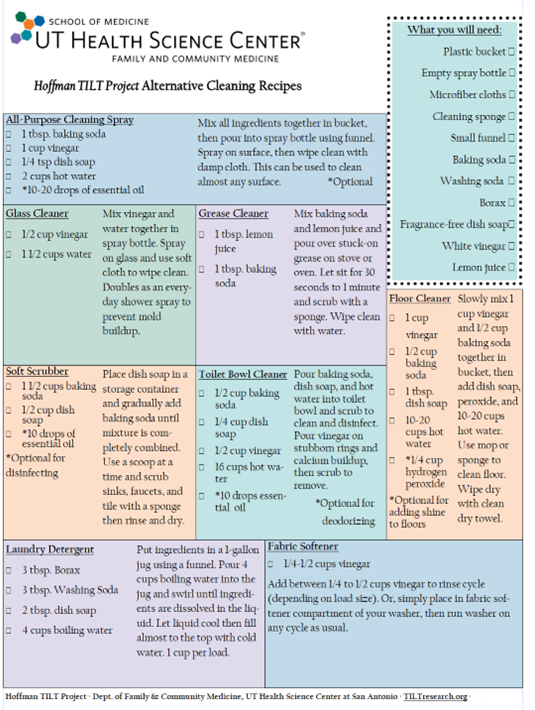 SCHOOL OF MEDICINE
UT HEALTH SCIENCE CENTER®
FAMILY AND COMMUNITY MEDICINE
Hoffman TILT Project Alternative Cleaning Recipes
What you will need:
Plastic bucket □
Empty spray bottle □
Microfiber cloths □
Cleaning sponge □
Small funnel □
Baking soda □
Washing soda □
Borax □
Fragrance-free dish soap □
White vinegar □
Lemon juice □
All-Purpose Cleaning Spray
□ 1 tbsp. baking soda
□ 1 cup vinegar
□ 1/4 tsp dish soap
□ 2 cups hot water
□ *10-20 drops of essential oil
Mix all ingredients together in bucket,
then pour into spray bottle using funnel.
Spray on surface, then wipe clean with
damp cloth. This can be used to clean
almost any surface. *Optional
Glass Cleaner
□ 1/2 cup vinegar
□ 1 1/2 cups water
Mix vinegar and
water together in
spray bottle. Spray
on glass and use soft
cloth to wipe clean.
Doubles as an every-
day shower spray to
prevent mold
buildup.
Grease Cleaner
□ 1 tbsp. lemon
juice
□ 1 tbsp. baking
soda
Mix baking soda
and lemon juice and
pour over stuck-on
grease on stove or
oven. Let sit for 30
seconds to 1 minute
and scrub with a
sponge. Wipe clean
with water.
Floor Cleaner
□ 1 cup
vinegar
□ 1/2 cup
baking
soda
□ 1 tbsp.
dish soap
□ 10-20
cups hot
water
□ *1/4 cup
hydrogen
peroxide
*Optional for
adding shine
to floors
Slowly mix 1
cup vinegar
and 1/2 cup
baking soda
together in
bucket, then
add dish soap,
peroxide, and
10-20 cups
hot water.
Use mop or
sponge to
clean floor.
Wipe dry
with clean
dry towel.
Soft Scrubber
□ 1 1/2 cups baking
soda
□ 1/2 cup dish
soap
□ *10 drops of
essential oil
*Optional for
disinfecting
Place dish soap in a
storage container
and gradually add
baking soda until
mixture is com-
pletely combined.
Use a scoop at a
time and scrub
sinks, faucets, and
tile with a sponge
then rinse and dry.
Toilet Bowl Cleaner
□ 1/2 cup baking
soda
□ 1/4 cup dish
soap
□ 1/2 cup vinegar
□ 16 cups hot wa-
ter
□ *10 drops essen-
tial oil
Pour baking soda,
dish soap, and hot
water into toilet
bowl and scrub to
clean and disinfect.
Pour vinegar on
stubborn rings and
calcium buildup,
then scrub to
remove.
*Optional for
deodorizing
Laundry Detergent
□ 3 tbsp. Borax
□ 3 tbsp. Washing Soda
□ 2 tbsp. dish soap
□ 4 cups boiling water
Put ingredients in a 1-gallon
jug using a funnel. Pour 4
cups boiling water into the
jug and swirl until ingredi-
ents are dissolved in the liq-
uid. Let liquid cool then fill
almost to the top with cold
water. 1 cup per load.
Fabric Softener
□ 1/4-1/2 cups vinegar
Add between 1/4 to 1/2 cups vinegar to rinse cycle
(depending on load size). Or, simply place in fabric sof-
tener compartment of your washer, then run washer on
any cycle as usual.
Hoffman TILT Project · Dept. of Family & Community Medicine, UT Health Science Center at San Antonio · TILTresearch.org ·